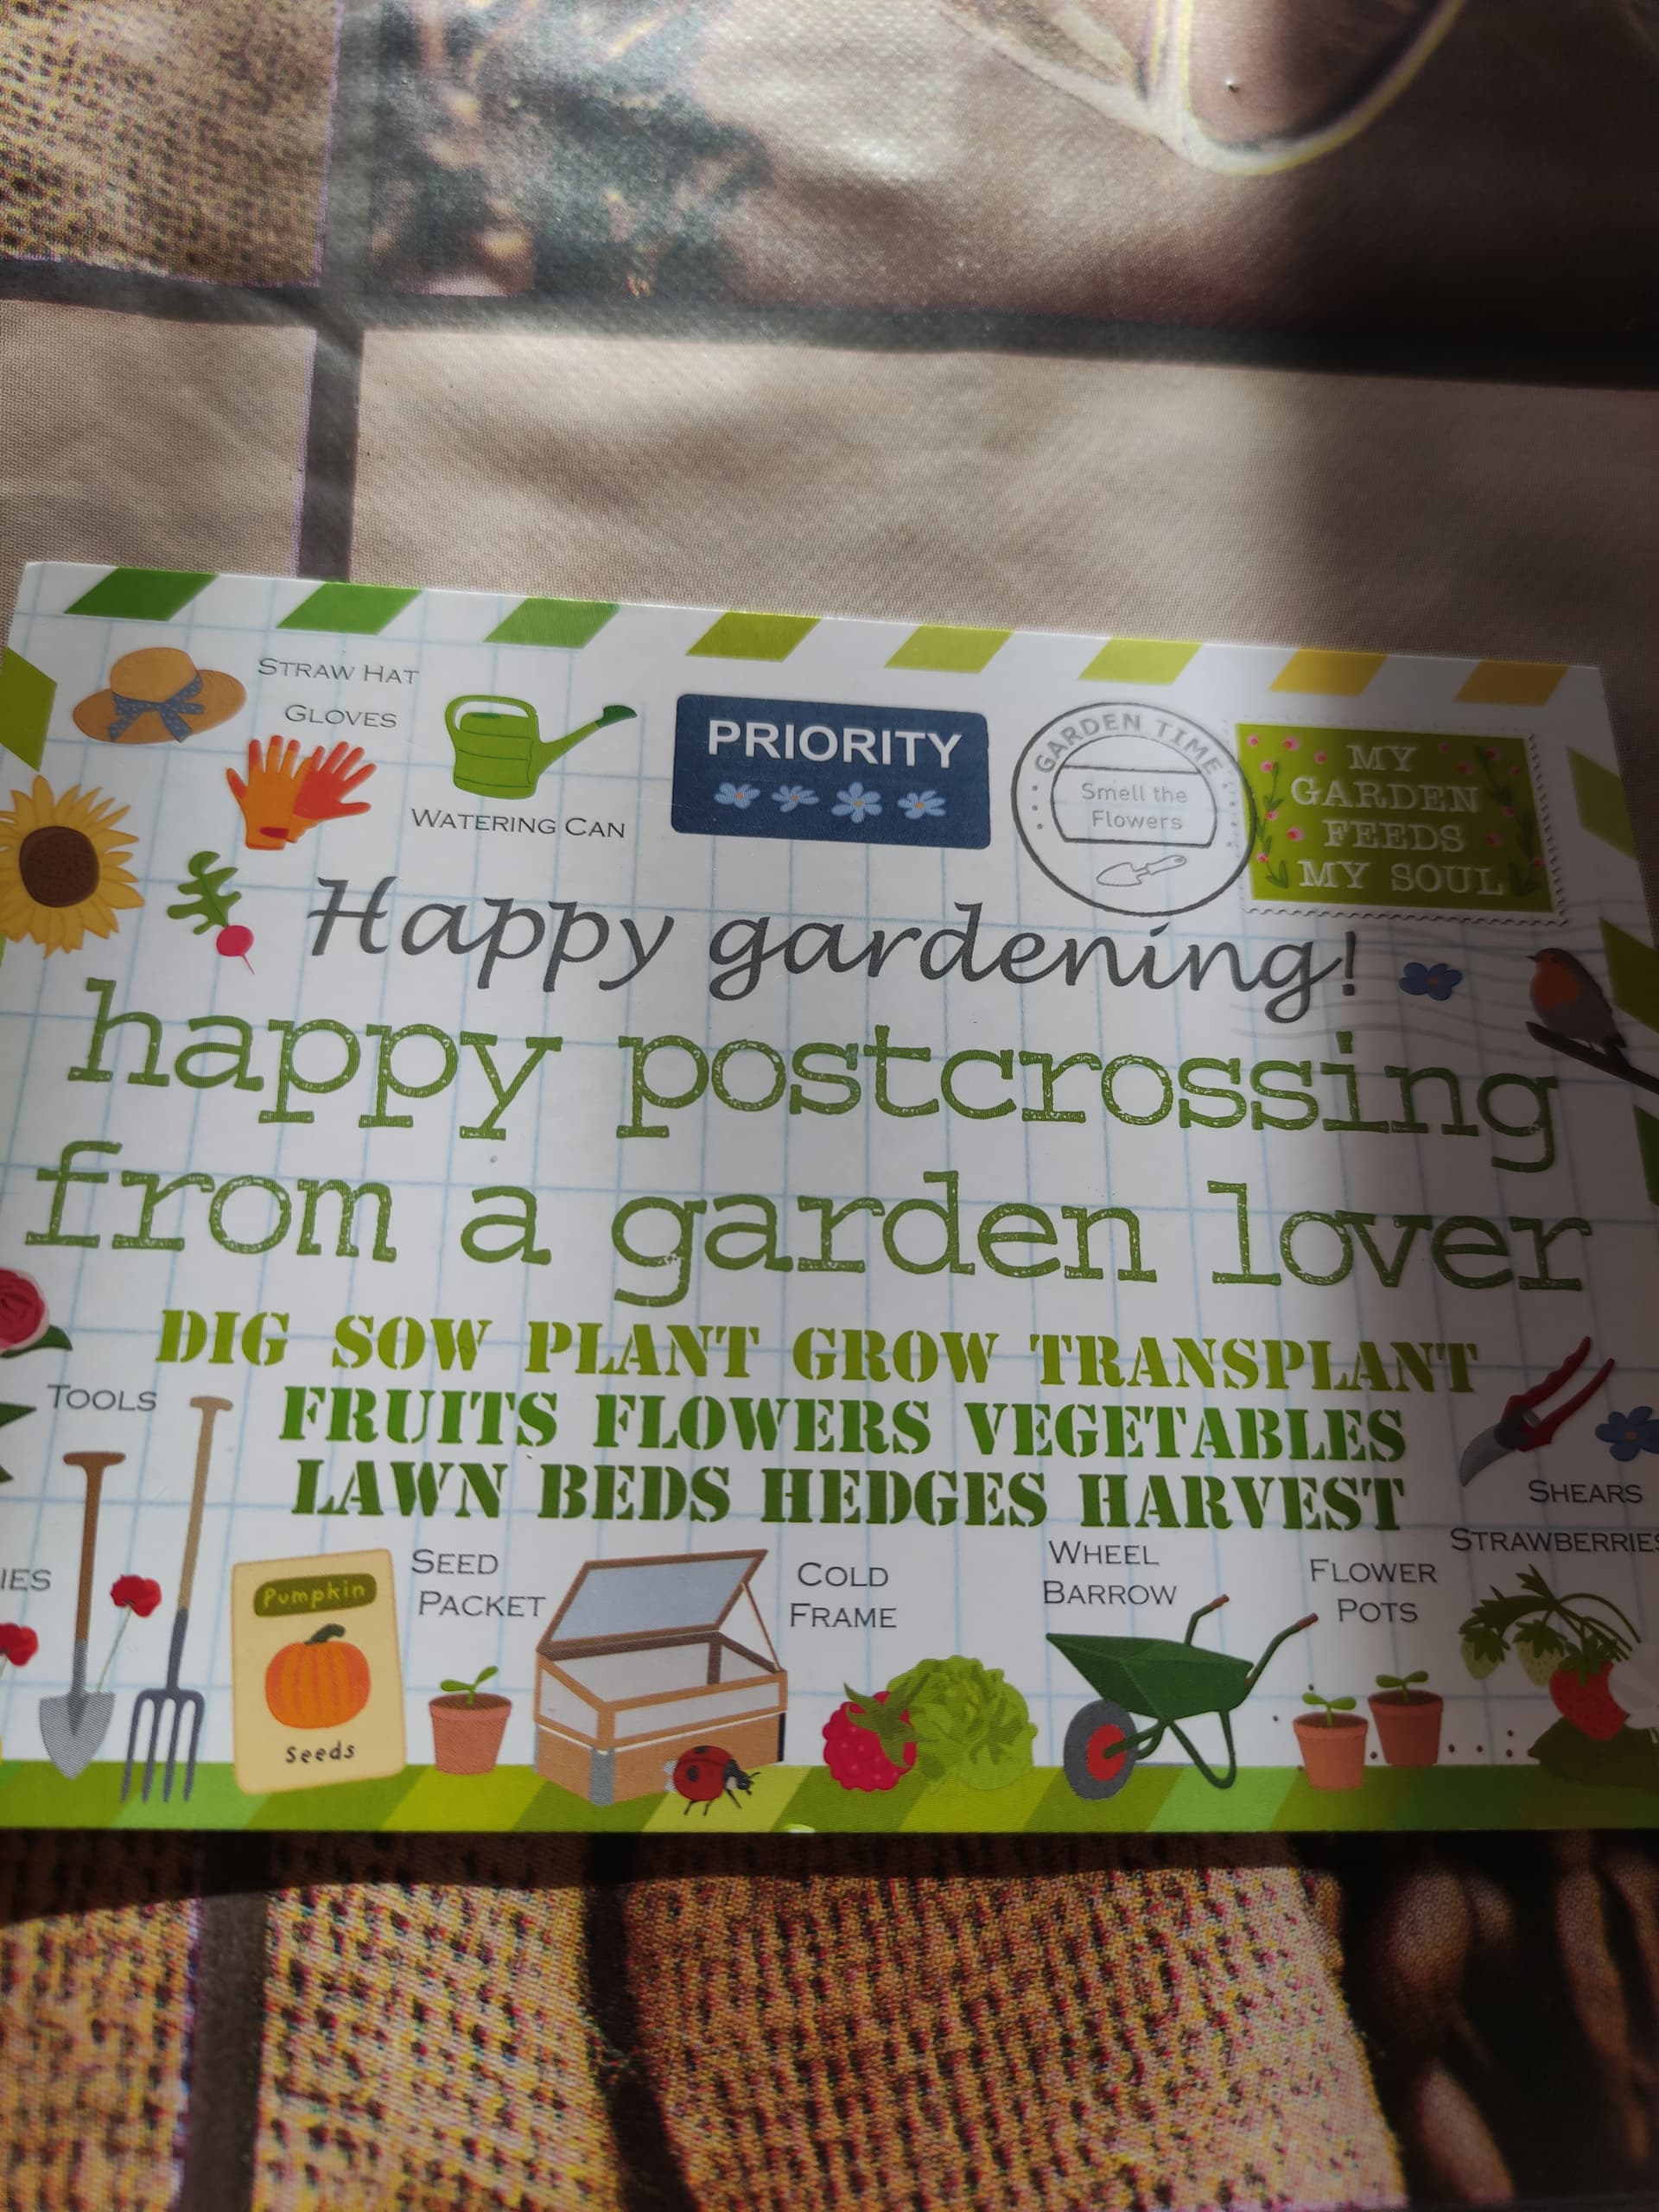 STRAW HAT
GLOVES
WATERING CAN
PRIORITY
GARDEN TIME
Smell the
Flowers
MY
GARDEN
FEEDS
MY SOUL
Happy gardening!
happy postcrossing
from a garden lover
DIG SOW PLANT GROW TRANSPLANT
FRUITS FLOWERS VEGETABLES
LAWN BEDS HEDGES HARVEST
TOOLS
SHEARS
STRAWBERRIES
IES
SEED
PACKET
Pumpkin
Seeds
COLD
FRAME
WHEEL
BARROW
FLOWER
POTS